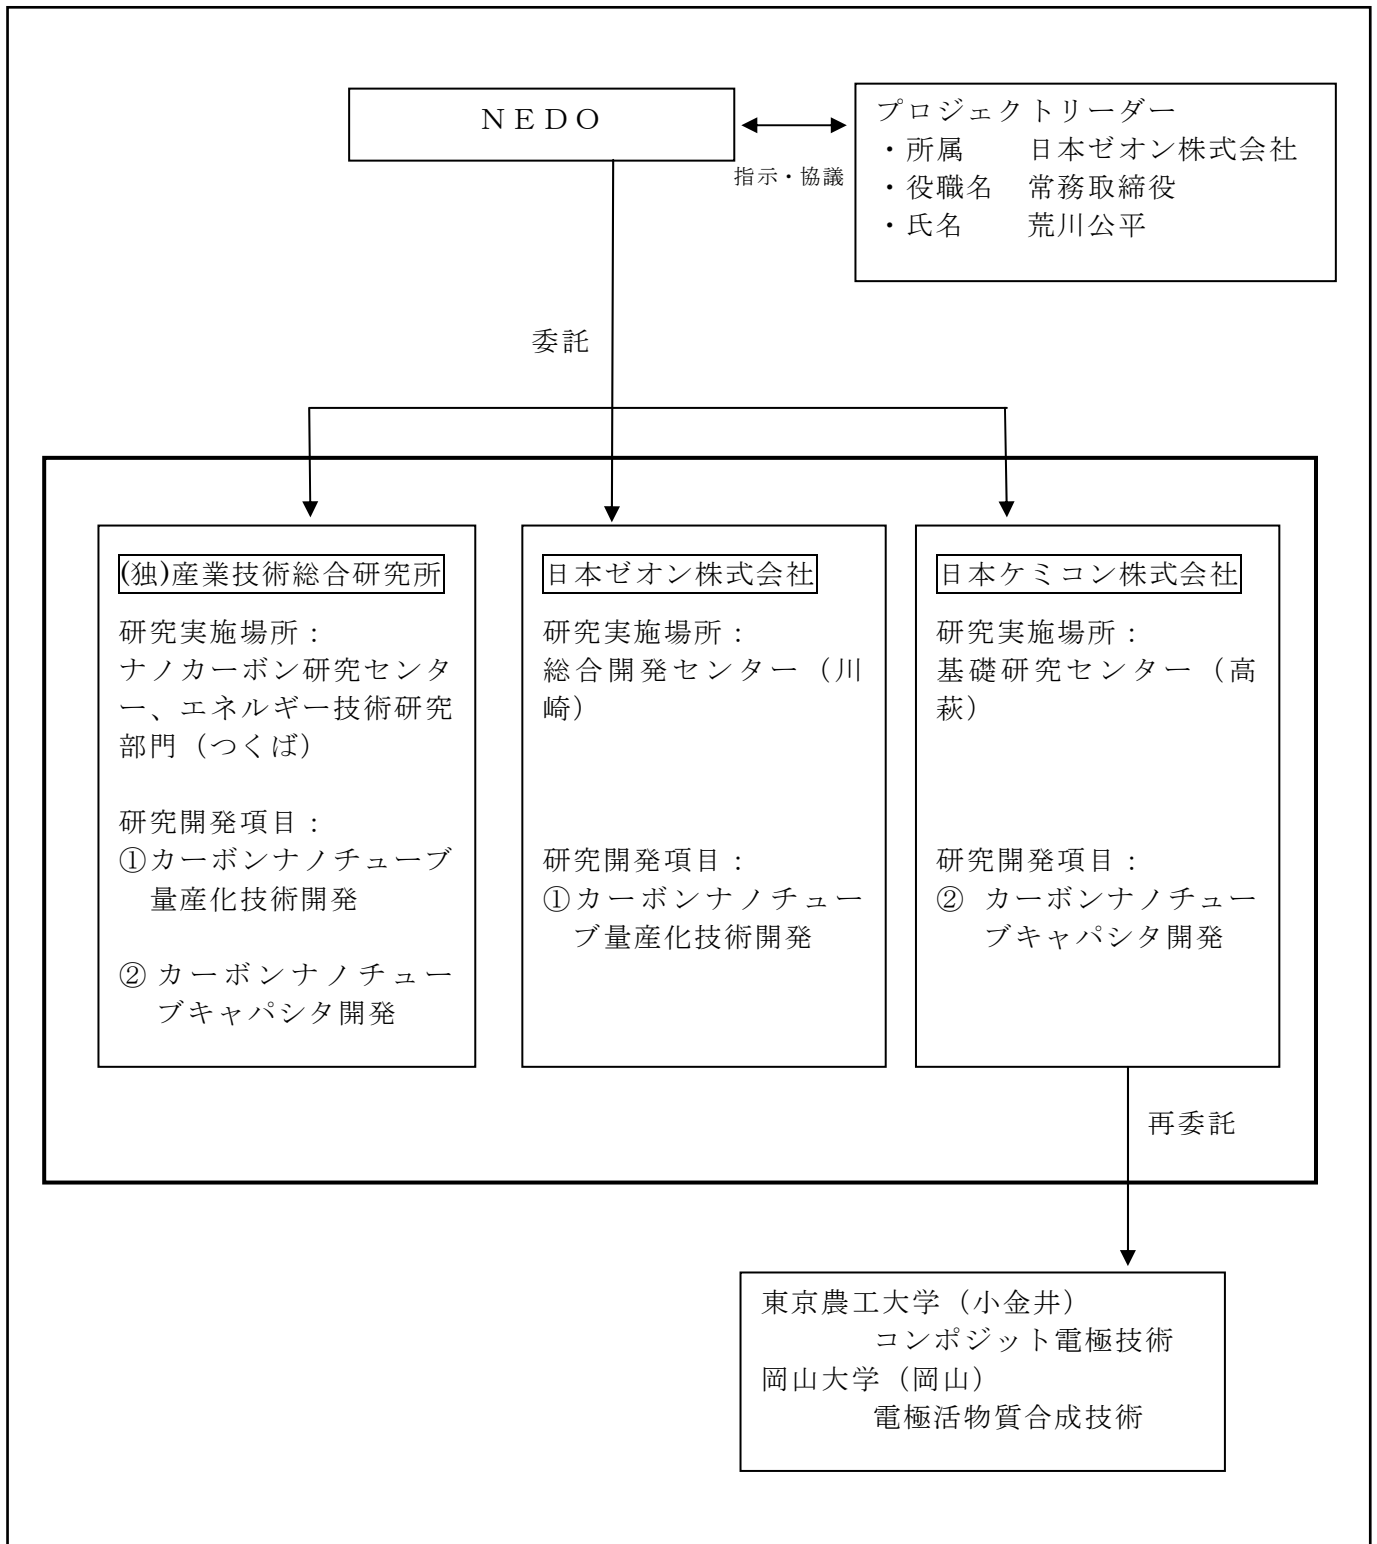 ＮＥＤＯ
プロジェクトリーダー
・所属　　日本ゼオン株式会社
・役職名　常務取締役
・氏名　　荒川公平
指示・協議
委託
(独)産業技術総合研究所
研究実施場所：
ナノカーボン研究センタ
ー、エネルギー技術研究
部門（つくば）
研究開発項目：
①カーボンナノチューブ
量産化技術開発
②カーボンナノチュー
ブキャパシタ開発
日本ゼオン株式会社
研究実施場所：
総合開発センター（川
崎）
研究開発項目：
①カーボンナノチュー
ブ量産化技術開発
日本ケミコン株式会社
研究実施場所：
基礎研究センター（高
萩）
研究開発項目：
② カーボンナノチュー
ブキャパシタ開発
再委託
東京農工大学（小金井）
コンポジット電極技術
岡山大学（岡山）
電極活物質合成技術